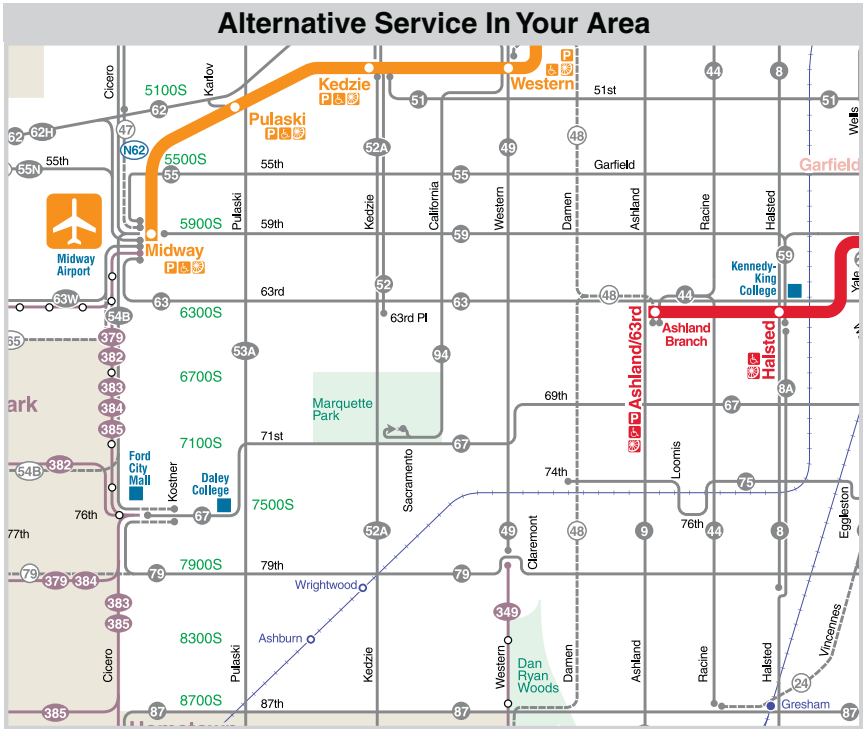 Alternative Service In Your Area
Cicero
5100S
Karlov
Kedzie
P
Western
P
44
8
62
51
51st
51
62
62H
47
Pulaski
P
48
Wells
N62
52A
49
55th
55N
5500S
55th
Garfield
Garfield
55
55
Pulaski
Kedzie
California
Western
Damen
Ashland
Racine
Halsted
5900S
59th
59
Midway
P
Midway
Airport
59
Kennedy-
King
College
Yale
63W
63
63rd
52
63
48
44
54B
6300S
63rd Pl
Ashland/63rd
P
Ashland
Branch
Halsted
65
379
382
53A
94
383
384
385
6700S
8A
ark
Marquette
Park
69th
67
7100S
71st
67
Ford
City
Mall
382
54B
Kostner
Daley
College
Sacramento
74th
Loomis
75
7500S
76th
67
76th
Eggleston
77th
52A
49
Claremont
48
9
44
8
7900S
79th
79
379
384
79
79
Wrightwood
383
385
349
8300S
Ashburn
Cicero
Pulaski
Kedzie
Western
Dan
Ryan
Woods
Damen
Ashland
Racine
Halsted
Vincennes
24
8700S
87th
Gresham
385
87
87
87
Hometown